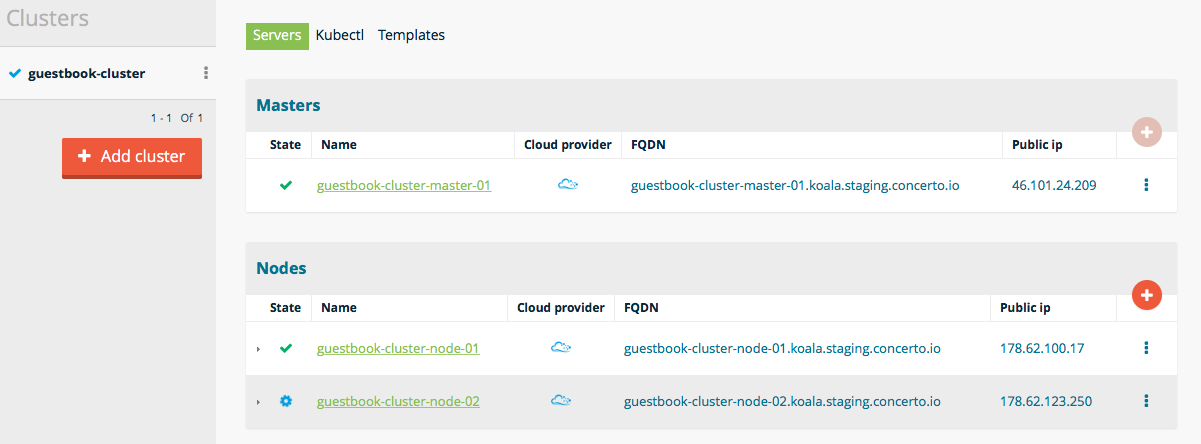 Clusters
guestbook-cluster
1 - 1 Of 1
+ Add cluster
Servers Kubectl Templates
Masters
State Name Cloud provider FQDN Public ip
guestbook-cluster-master-01 guestbook-cluster-master-01.koala.staging.concerto.io 46.101.24.209
Nodes
State Name Cloud provider FQDN Public ip
guestbook-cluster-node-01 guestbook-cluster-node-01.koala.staging.concerto.io 178.62.100.17
guestbook-cluster-node-02 guestbook-cluster-node-02.koala.staging.concerto.io 178.62.123.250